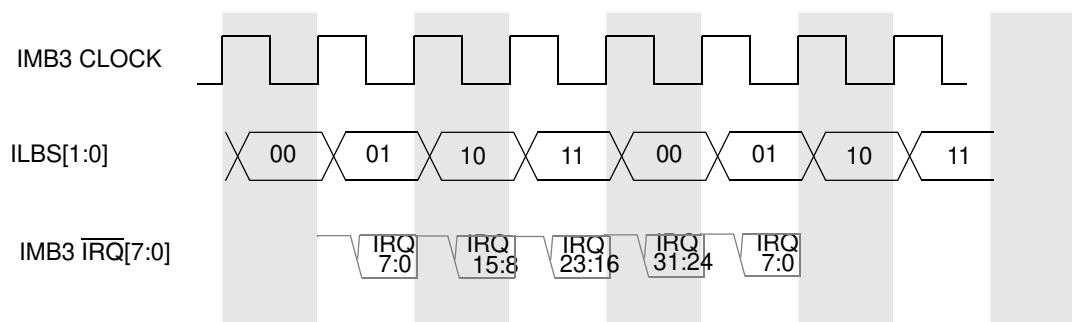 IMB3 CLOCK
ILBS[1:0]
00 01 10 11 00 01 10 11
IMB3 IRQ[7:0]
IRQ IRQ IRQ IRQ IRQ
7:0 15:8 23:16 31:24 7:0